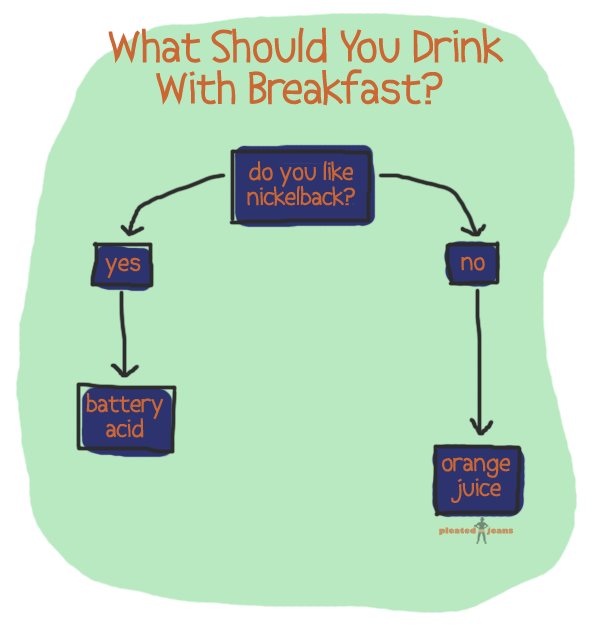 What Should You Drink
With Breakfast?
do you like
nickelback?
yes
no
battery
acid
orange
juice
pleated jeans